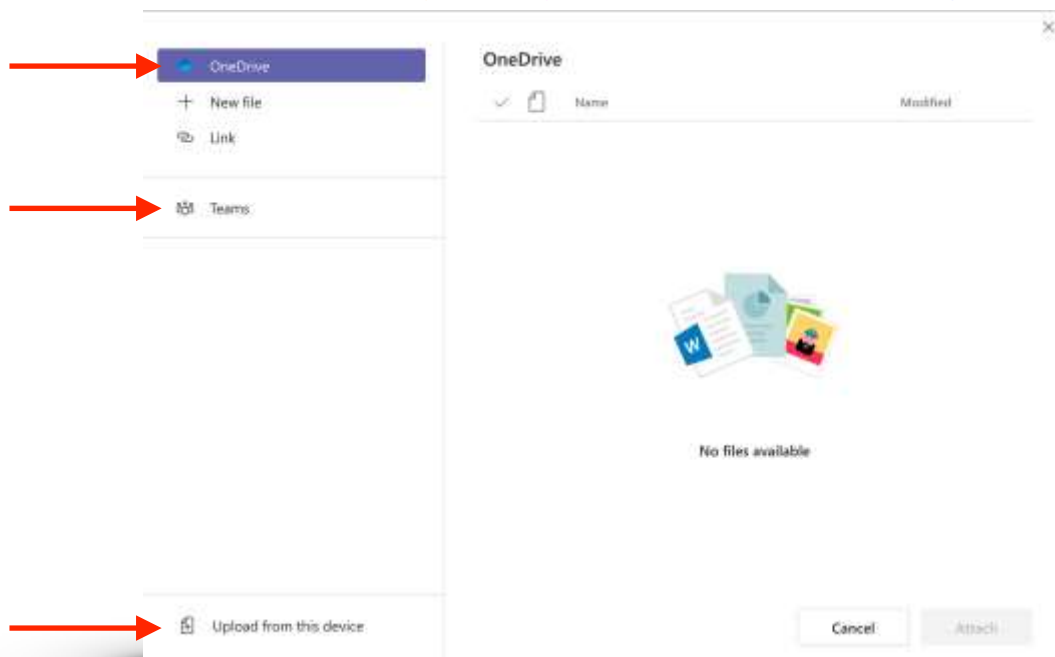 OneDrive
New file
Link
Teams
Upload from this device
OneDrive
Name Modified
W
No files available
Cancel Attach